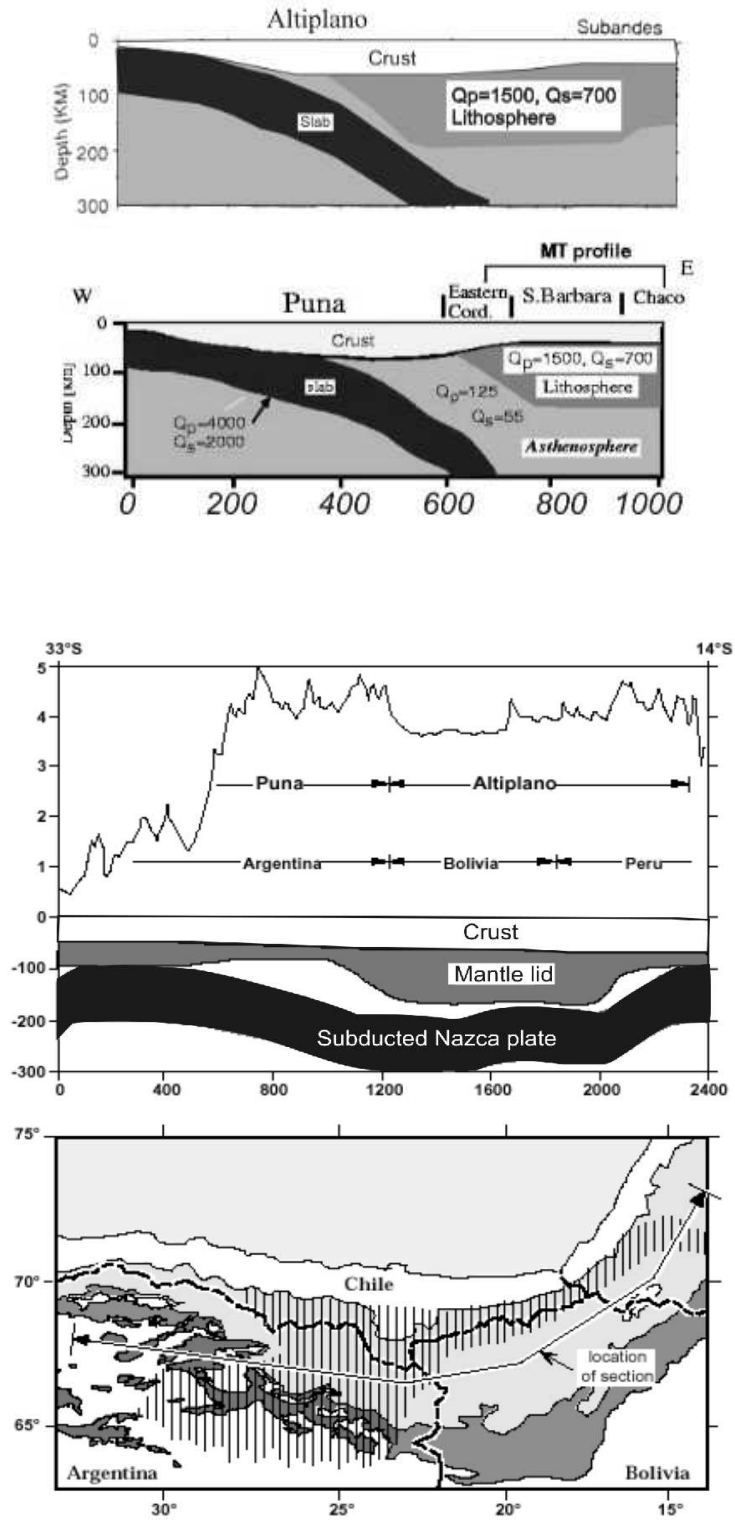 Altiplano
Subandes
0
Crust
100
Qp=1500, Qs=700
Lithosphere
Slab
200
300
Depth (KM)
MT profile
W
E
Puna
Eastern
Cord.
S.Barbara
Chaco
0
Crust
100
Qp=1500, Qs=700
slab
Lithosphere
Qp=125
Qp=4000
Qs=55
200
Qs=2000
Asthenosphere
300
Depth [km]
0 200 400 600 800 1000
33°S 14°S
5
4
3
Puna Altiplano
2
1
Argentina Bolivia Peru
0
Crust
-100
Mantle lid
-200
Subducted Nazca plate
-300
0 400 800 1200 1600 2000 2400
75°
70°
Chile
location
of section
65°
Argentina Bolivia
30° 25° 20° 15°